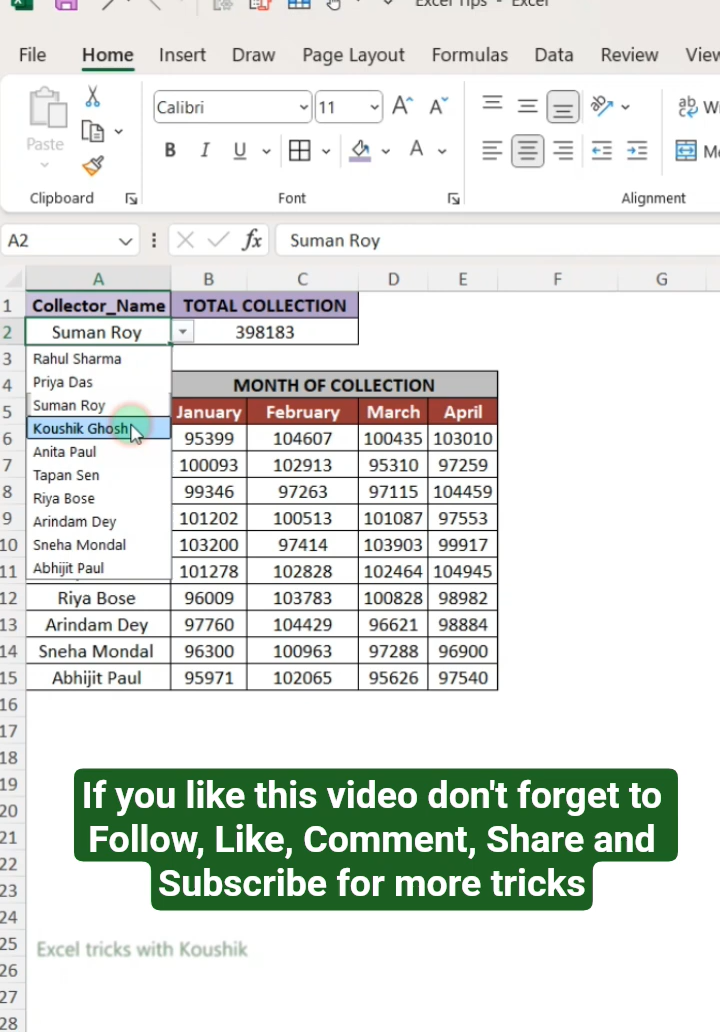 Excel Tips - Excel
File Home Insert Draw Page Layout Formulas Data Review View
Calibri 11
Paste
B I U A
Clipboard Font Alignment
A2 fx Suman Roy
A B C D E F G
1 Collector_Name TOTAL COLLECTION
2 Suman Roy 398183
3 Rahul Sharma
Priya Das
4 MONTH OF COLLECTION
Suman Roy
5 January February March April
Koushik Ghosh
6 95399 104607 100435 103010
Anita Paul
7 100093 102913 95310 97259
Tapan Sen
8 Riya Bose 99346 97263 97115 104459
9 Arindam Dey 101202 100513 101087 97553
10 Sneha Mondal 103200 97414 103903 99917
11 Abhijit Paul 101278 102828 102464 104945
12 Riya Bose 96009 103783 100828 98982
13 Arindam Dey 97760 104429 96621 98884
14 Sneha Mondal 96300 100963 97288 96900
15 Abhijit Paul 95971 102065 95626 97540
16
17
18
19
20
21
22
23
24
25
26
27
28
If you like this video don't forget to
Follow, Like, Comment, Share and
Subscribe for more tricks
Excel tricks with Koushik